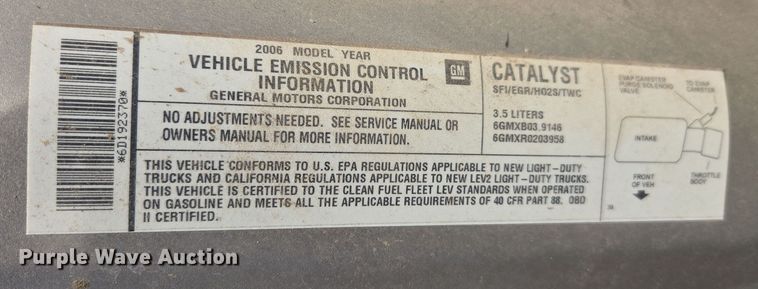 *6D192370*
2006 MODEL YEAR
VEHICLE EMISSION CONTROL
INFORMATION
GENERAL MOTORS CORPORATION
GM
NO ADJUSTMENTS NEEDED. SEE SERVICE MANUAL OR
OWNERS MANUAL FOR MORE INFORMATION.
CATALYST
SFI/EGR/HO2S/TWC
3.5 LITERS
6GMXB03.9146
6GMXR0203958
EVAP CANISTER
PURGE SOLENOID
VALVE
TO EVAP
CANISTER
INTAKE
FRONT
OF VEH
THROTTLE
BODY
THIS VEHICLE CONFORMS TO U.S. EPA REGULATIONS APPLICABLE TO NEW LIGHT-DUTY
TRUCKS AND CALIFORNIA REGULATIONS APPLICABLE TO NEW LEV2 LIGHT-DUTY TRUCKS.
THIS VEHICLE IS CERTIFIED TO THE CLEAN FUEL FLEET LEV STANDARDS WHEN OPERATED
ON GASOLINE AND MEETS ALL THE APPLICABLE REQUIREMENTS OF 40 CFR PART 88. OBD
II CERTIFIED.
Purple Wave Auction